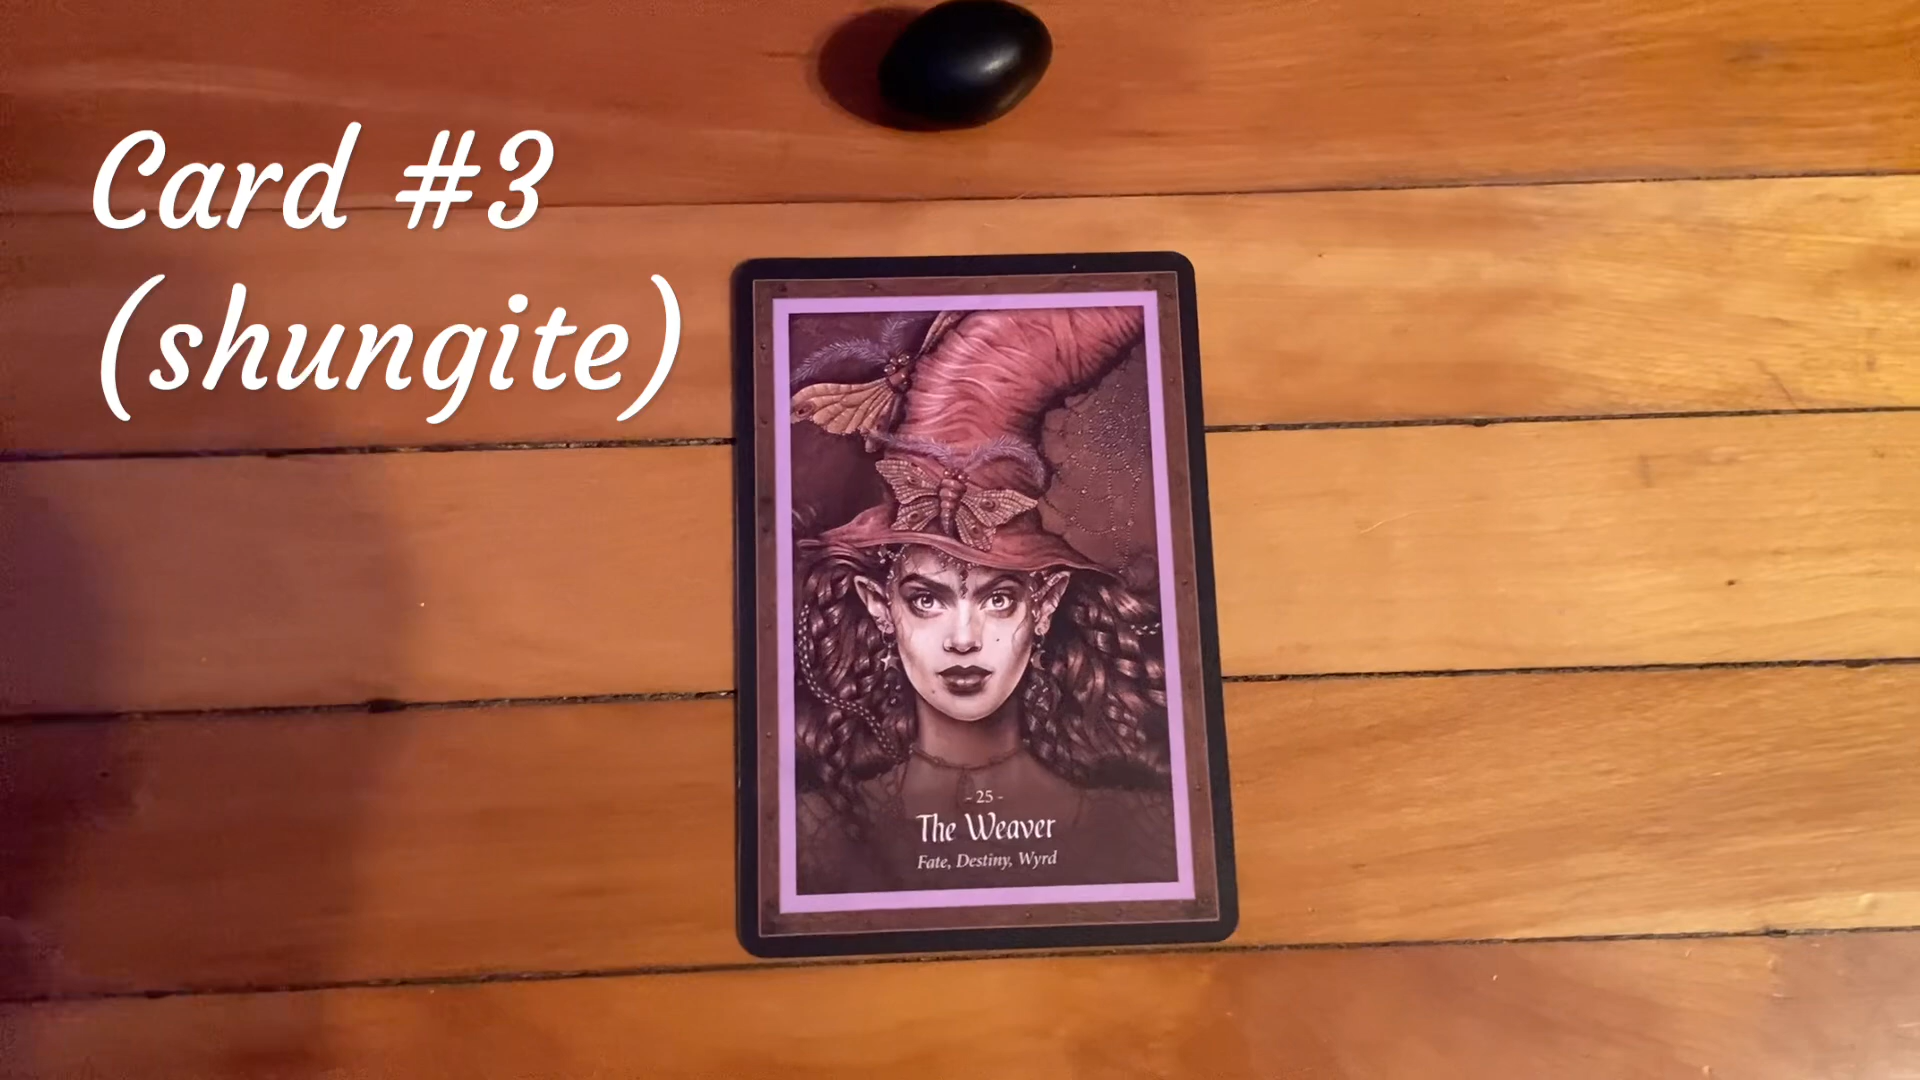 Card #3
(shungite)
- 25 -
The Weaver
Fate, Destiny, Wyrd